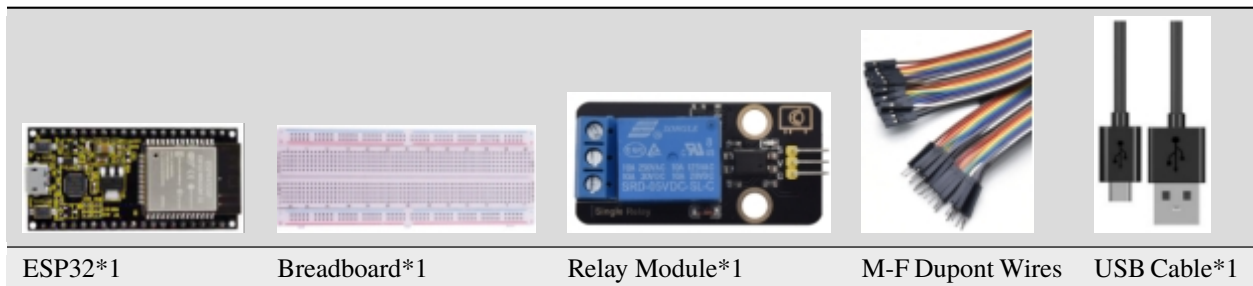 SRD-05VDC-SL-C
Single Relay
ESP32*1
Breadboard*1
Relay Module*1
M-F Dupont Wires
USB Cable*1